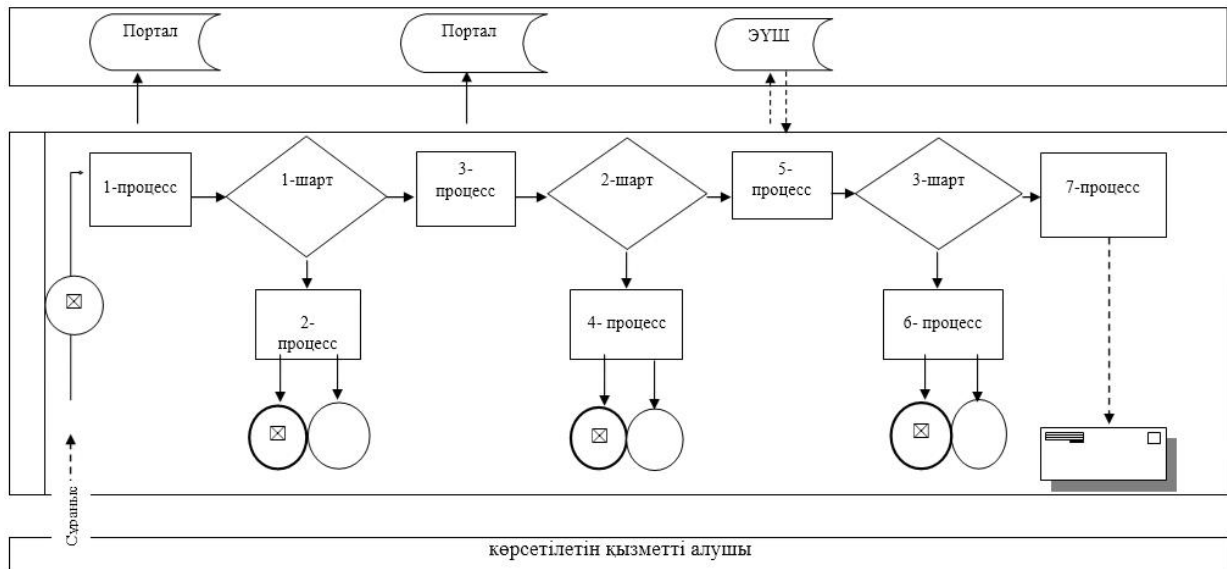 Портал
Портал
ЭҮШ
1-процесс
1-шарт
3-
процесс
2-шарт
5-
процесс
3-шарт
7-процесс
2-
процесс
4- процесс
6- процесс
Сұраныс
көрсетілетін қызметті алушы